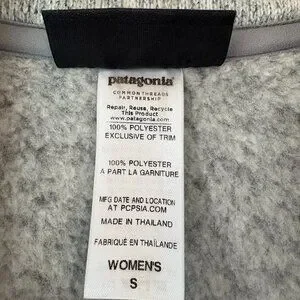 patagonia
COMMON THREADS
PARTNERSHIP
Repair, Reuse, Recycle
This Product
www.patagonia.com
100% POLYESTER
EXCLUSIVE OF TRIM
100% POLYESTER
A PART LA GARNITURE
MFG DATE AND LOCATION
AT PCPSIA.COM
MADE IN THAILAND
FABRIQUÉ EN THAÏLANDE
WOMEN'S
S